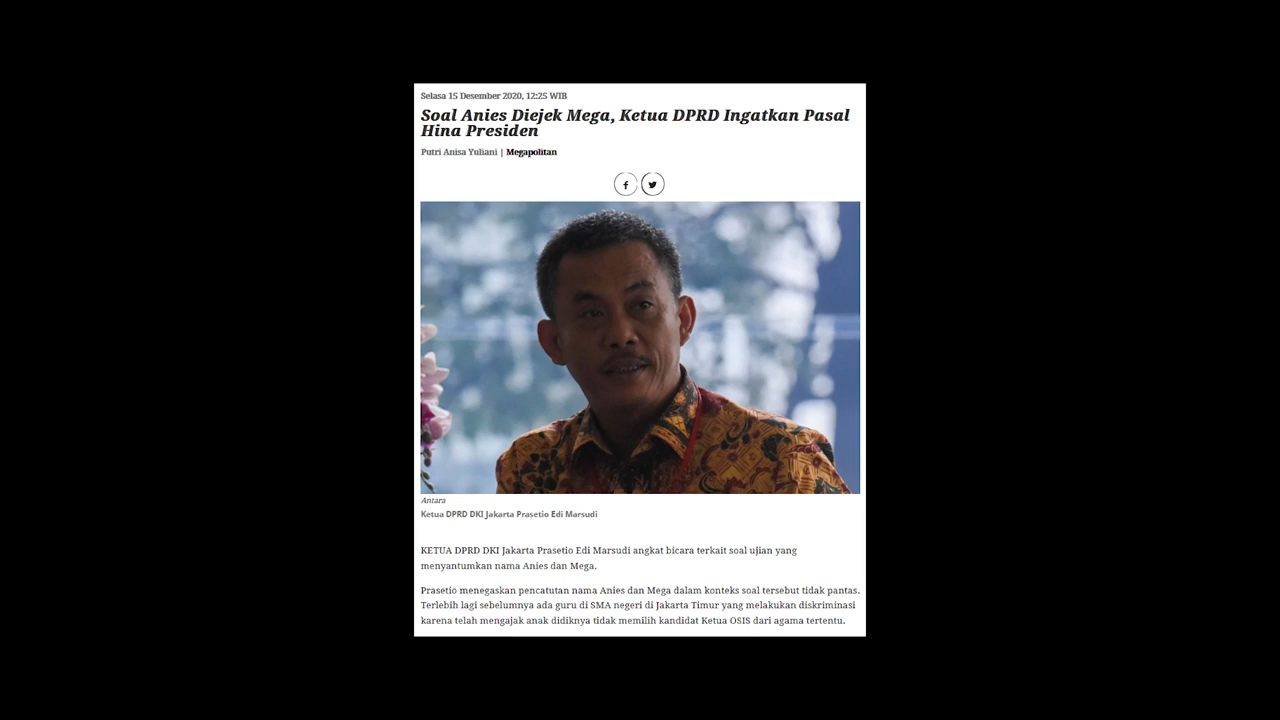 Selasa 15 Desember 2020, 12:25 WIB
Soal Anies Diejek Mega, Ketua DPRD Ingatkan Pasal
Hina Presiden
Putri Anisa Yuliani | Megapolitan
Antara
Ketua DPRD DKI Jakarta Prasetio Edi Marsudi
KETUA DPRD DKI Jakarta Prasetio Edi Marsudi angkat bicara terkait soal ujian yang
menyantumkan nama Anies dan Mega.
Prasetio menegaskan pencatutan nama Anies dan Mega dalam konteks soal tersebut tidak pantas.
Terlebih lagi sebelumnya ada guru di SMA negeri di Jakarta Timur yang melakukan diskriminasi
karena telah mengajak anak didiknya tidak memilih kandidat Ketua OSIS dari agama tertentu.